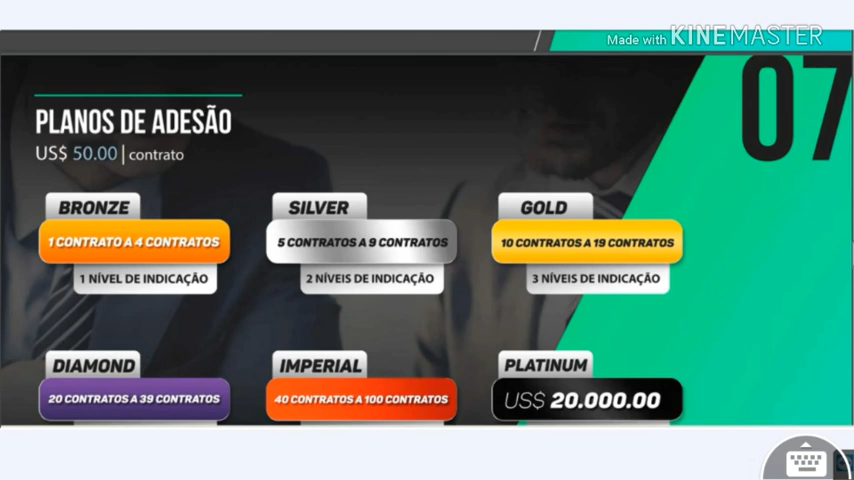 Made with KINEMASTER
07
PLANOS DE ADESÃO
US$ 50.00 | contrato
BRONZE
1 CONTRATO A 4 CONTRATOS
1 NÍVEL DE INDICAÇÃO
SILVER
5 CONTRATOS A 9 CONTRATOS
2 NÍVEIS DE INDICAÇÃO
GOLD
10 CONTRATOS A 19 CONTRATOS
3 NÍVEIS DE INDICAÇÃO
DIAMOND
20 CONTRATOS A 39 CONTRATOS
IMPERIAL
40 CONTRATOS A 100 CONTRATOS
PLATINUM
US$ 20.000.00